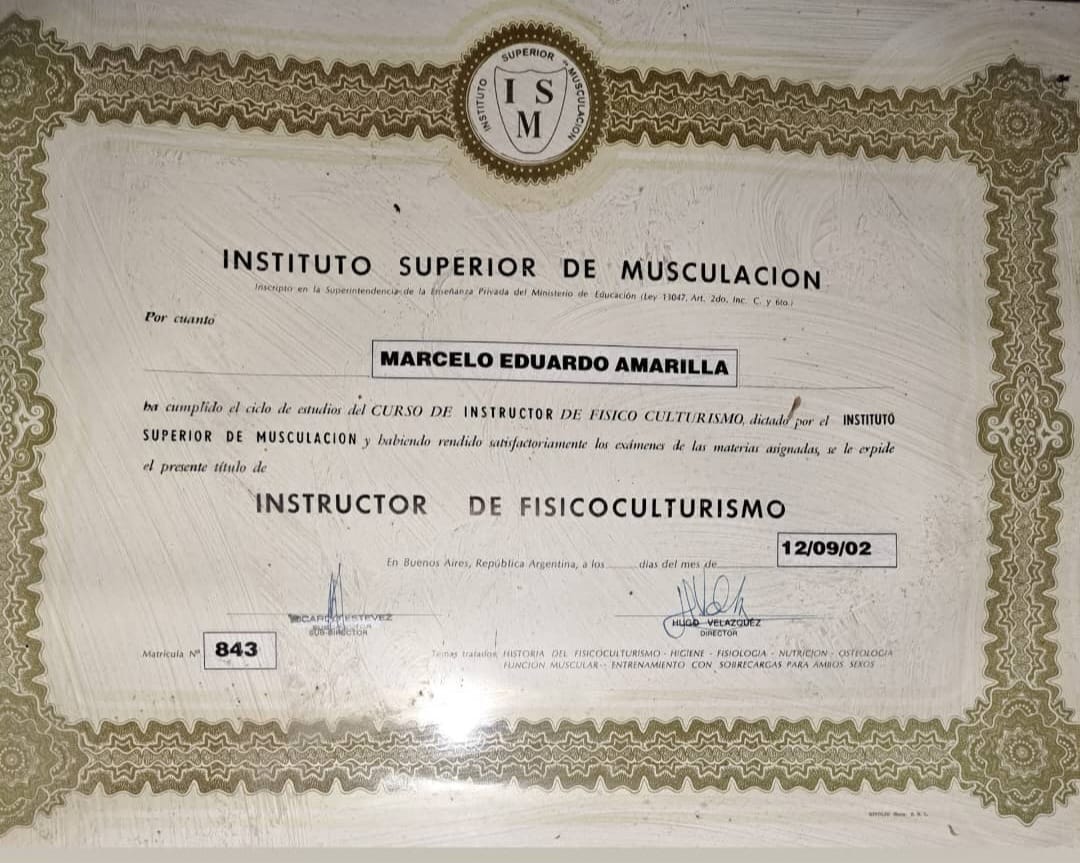 INSTITUTO SUPERIOR DE MUSCULACION
I S
M
INSTITUTO SUPERIOR DE MUSCULACION
Inscripto en la Superintendencia de la Enseñanza Privada del Ministerio de Educación (Ley 13047, Art. 2do, Inc. C. y 6to.)
Por cuanto
MARCELO EDUARDO AMARILLA
ha cumplido el ciclo de estudios del CURSO DE INSTRUCTOR DE FISICO CULTURISMO, dictado por el INSTITUTO
SUPERIOR DE MUSCULACION y habiendo rendido satisfactoriamente los exámenes de las materias asignadas, se le expide
el presente título de
INSTRUCTOR DE FISICOCULTURISMO
12/09/02
En Buenos Aires, República Argentina, a los dias del mes de
RICARDO ESTEVEZ
SUB-DIRECTOR
HUGO VELAZQUEZ
DIRECTOR
Matrícula Nº 843
Temas tratados: HISTORIA DEL FISICOCULTURISMO - HIGIENE - FISIOLOGIA - NUTRICION - OSTEOLOGIA
FUNCION MUSCULAR - ENTRENAMIENTO CON SOBRECARGAS PARA AMBOS SEXOS